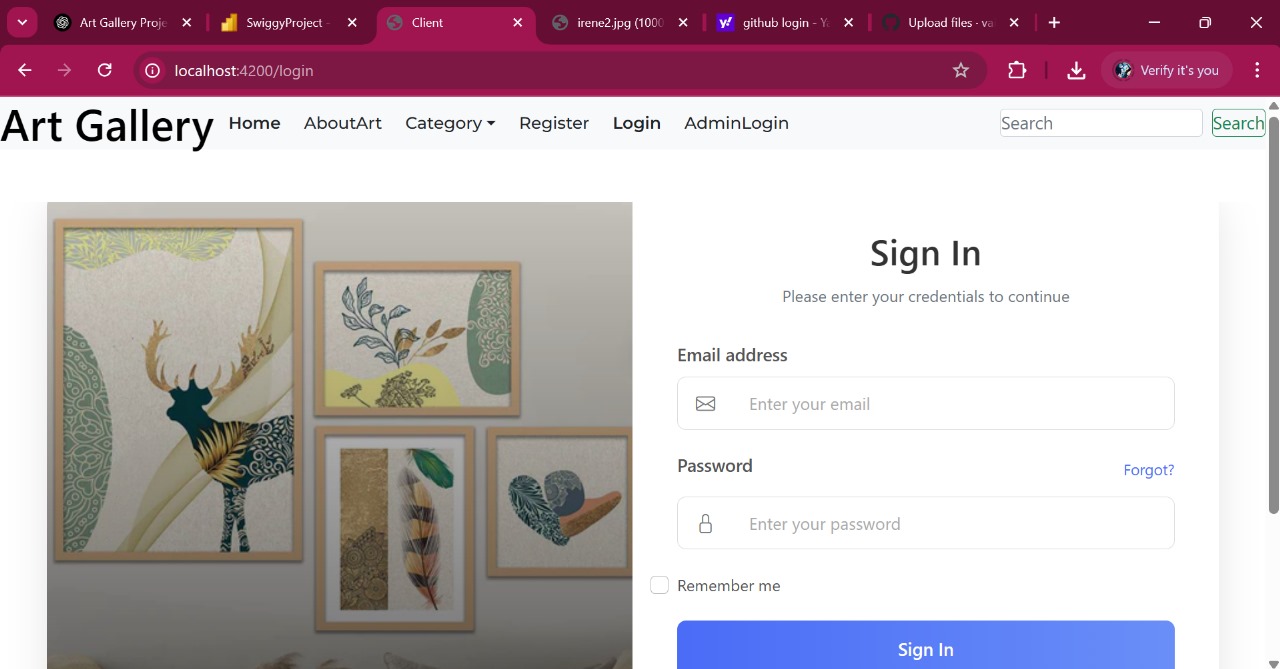 Art Gallery Proje
SwiggyProject -
Client
irene2.jpg (1000
github login - Ya
Upload files · va
localhost:4200/login
Verify it's you
Art Gallery Home AboutArt Category Register Login AdminLogin Search Search
Sign In
Please enter your credentials to continue
Email address
Enter your email
Password Forgot?
Enter your password
Remember me
Sign In